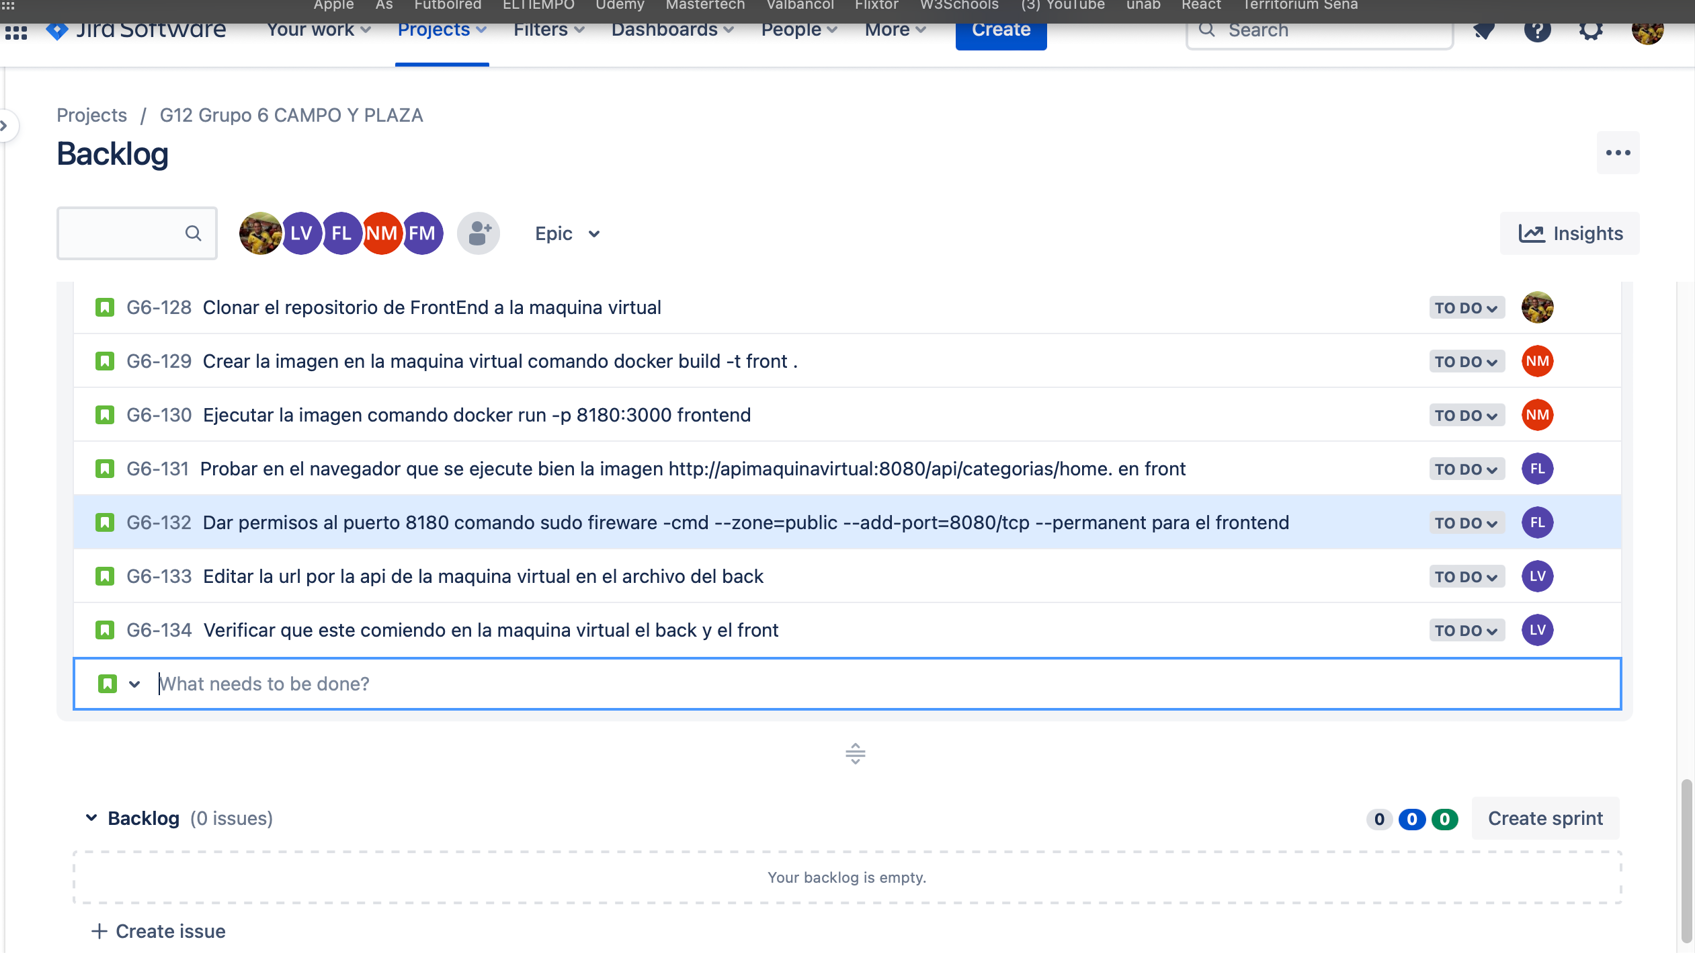 Apple As Futbolred ELTIEMPO Udemy Mastertech Valbancol Flixtor W3Schools (3) YouTube unab React Territorium Sena
Jira Software Your work Projects Filters Dashboards People More Create Search
Projects / G12 Grupo 6 CAMPO Y PLAZA
Backlog
LV FL NM FM Epic Insights
G6-128 Clonar el repositorio de FrontEnd a la maquina virtual TO DO
G6-129 Crear la imagen en la maquina virtual comando docker build -t front . TO DO NM
G6-130 Ejecutar la imagen comando docker run -p 8180:3000 frontend TO DO NM
G6-131 Probar en el navegador que se ejecute bien la imagen http://apimaquinavirtual:8080/api/categorias/home. en front TO DO FL
G6-132 Dar permisos al puerto 8180 comando sudo fireware -cmd --zone=public --add-port=8080/tcp --permanent para el frontend TO DO FL
G6-133 Editar la url por la api de la maquina virtual en el archivo del back TO DO LV
G6-134 Verificar que este comiendo en la maquina virtual el back y el front TO DO LV
What needs to be done?
Backlog (0 issues) 0 0 0 Create sprint
Your backlog is empty.
+ Create issue